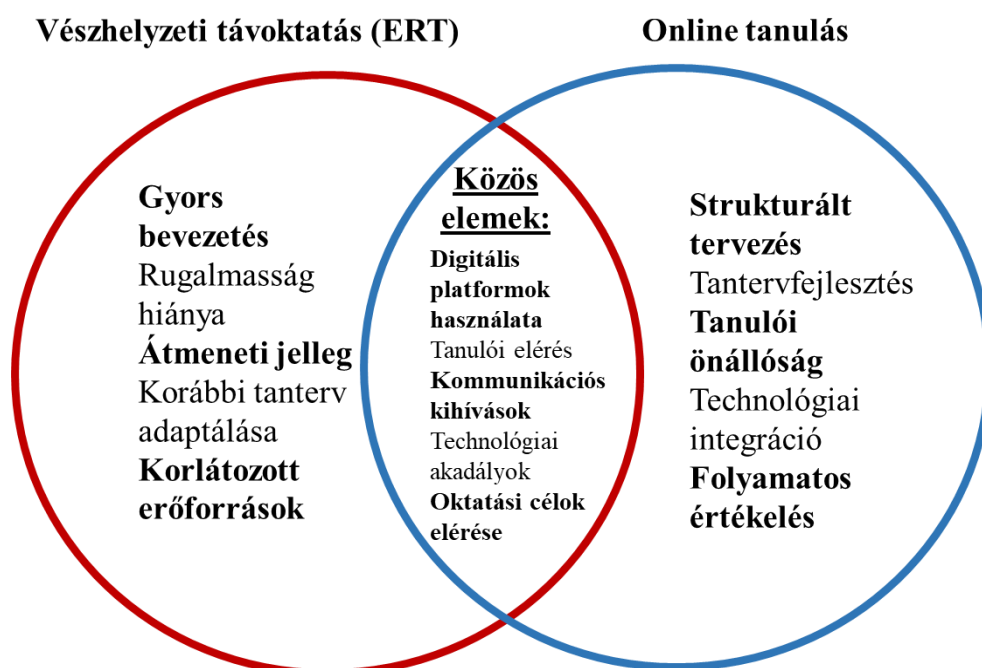 Vészhelyzeti távoktatás (ERT)
Online tanulás
Gyors
bevezetés
Rugalmasság
hiánya
Átmeneti jelleg
Korábbi tanterv
adaptálása
Korlátozott
erőforrások
Közös
elemek:
Digitális
platformok
használata
Tanulói elérés
Kommunikációs
kihívások
Technológiai
akadályok
Oktatási célok
elérése
Strukturált
tervezés
Tantervfejlesztés
Tanulói
önállóság
Technológiai
integráció
Folyamatos
értékelés